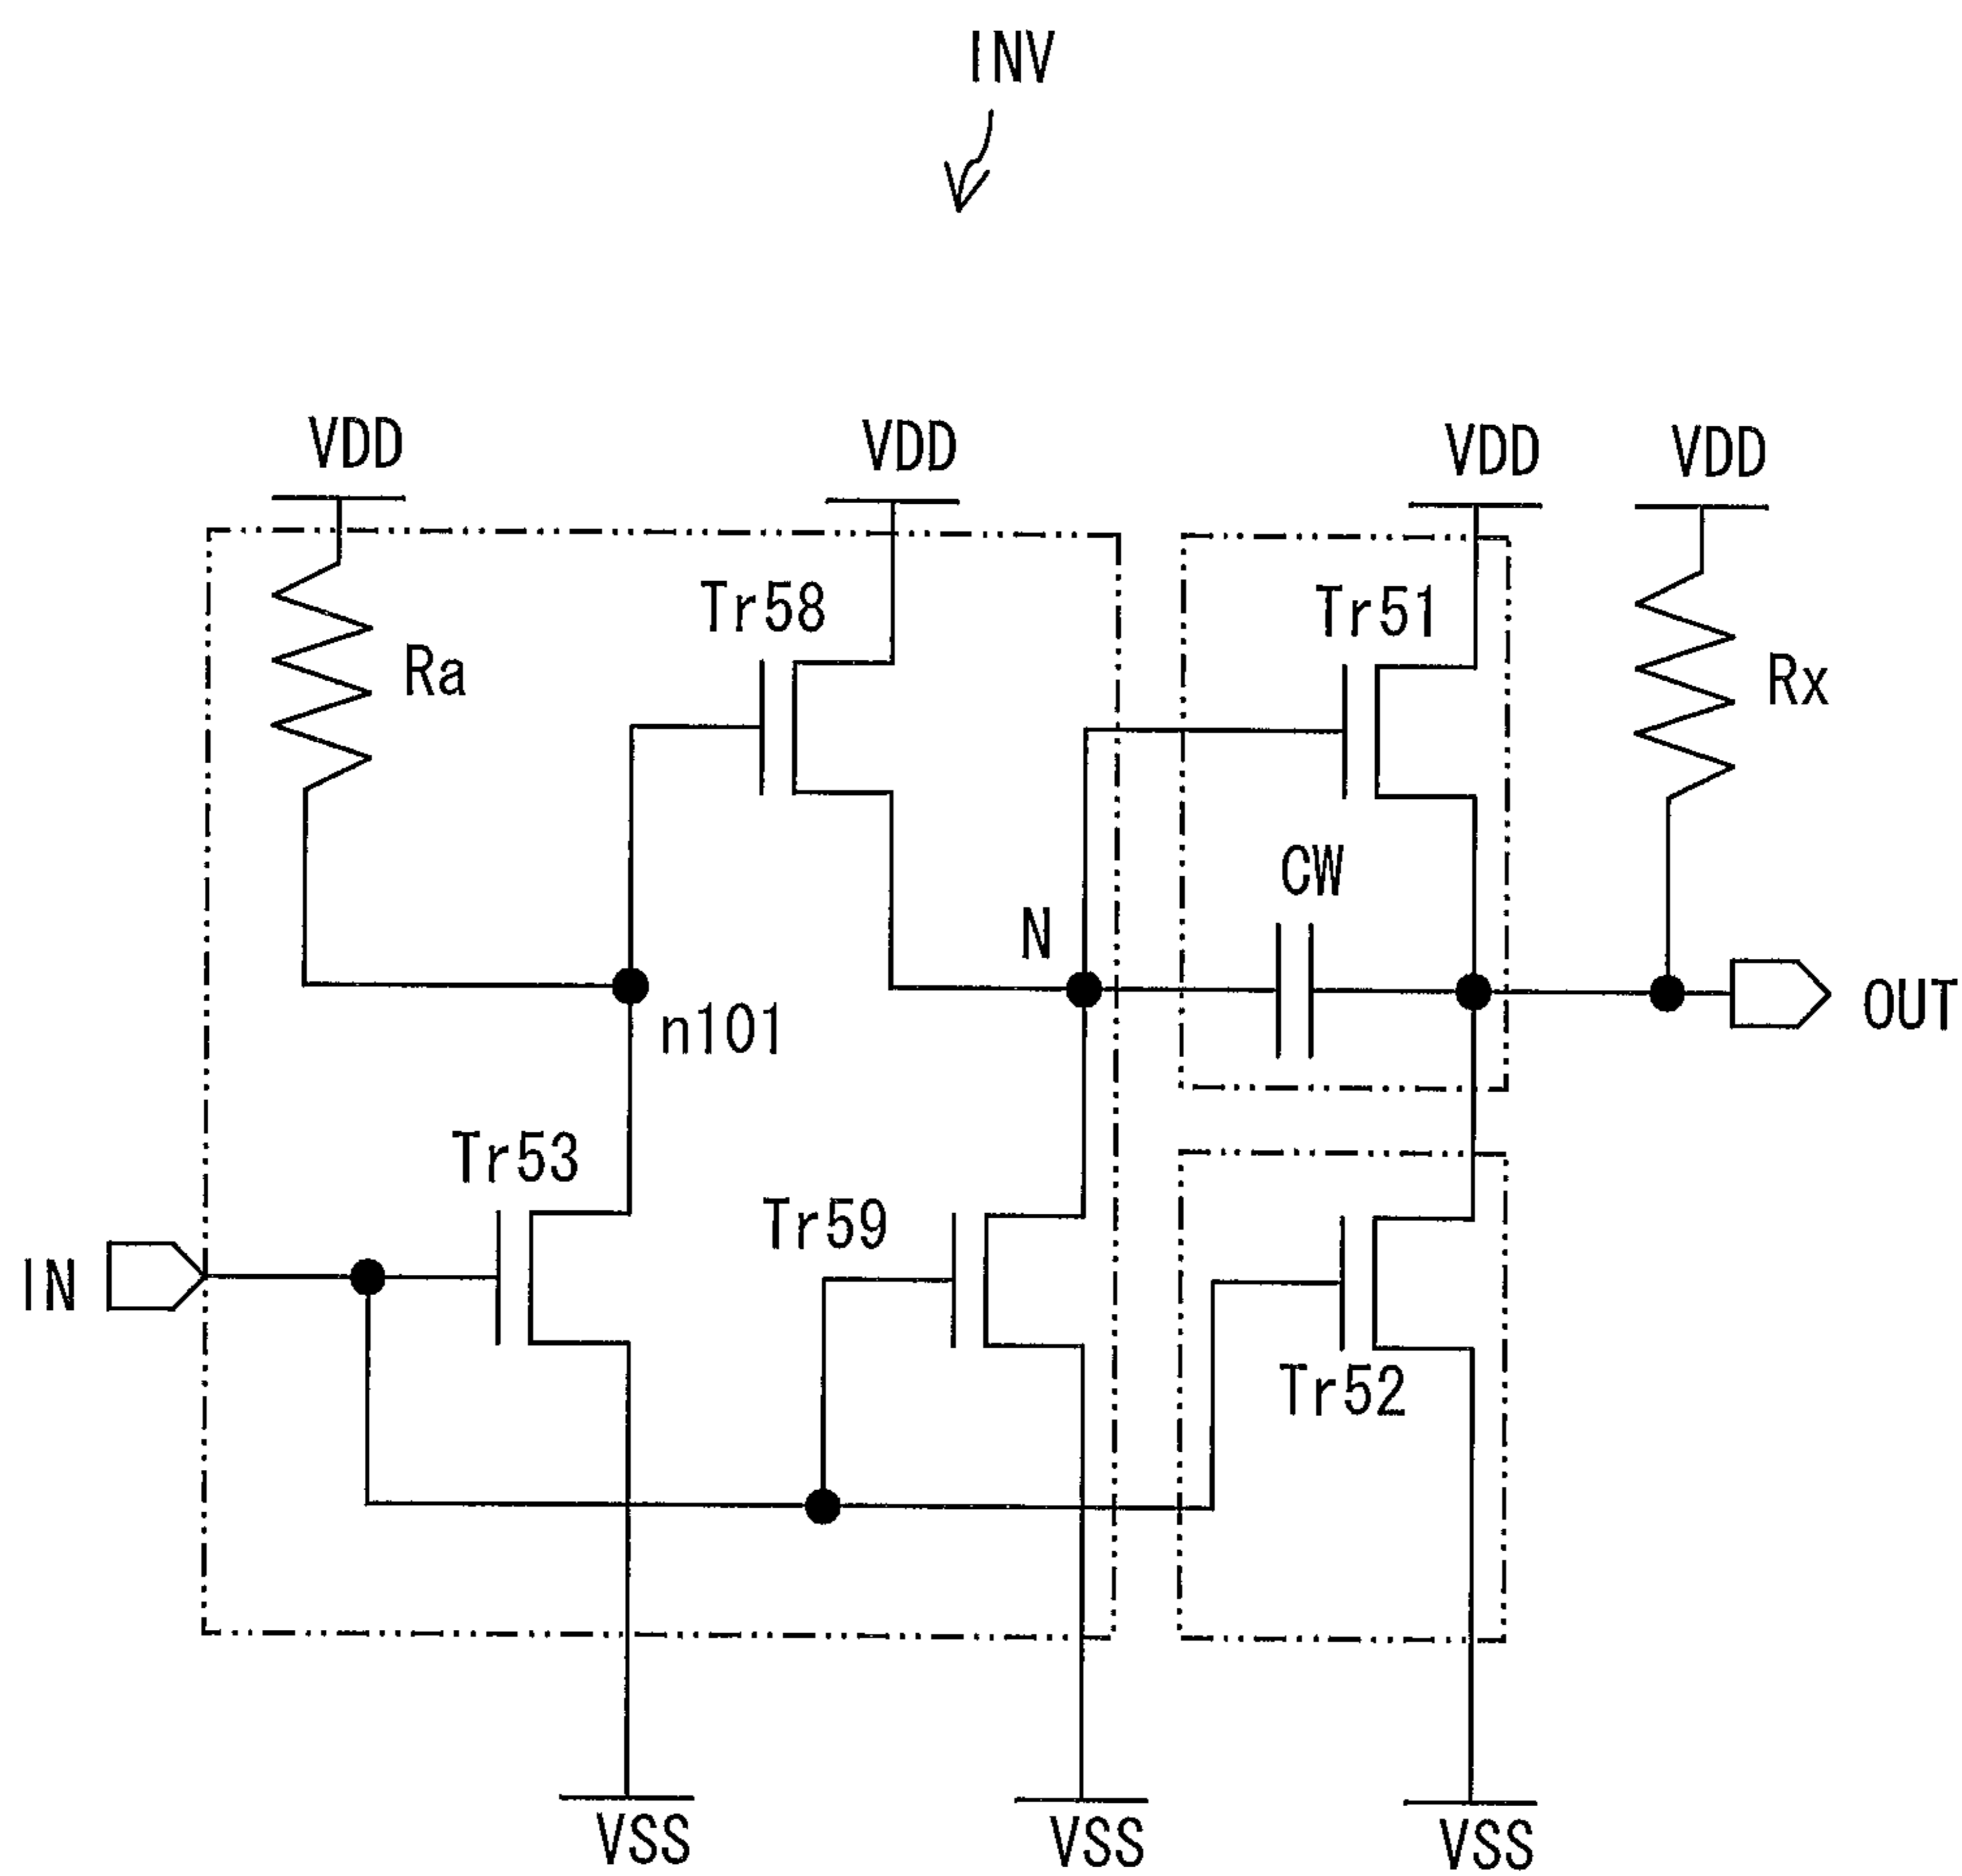 INV
VDD
VDD
VDD
VDD
Tr58
Tr51
Ra
Rx
CW
N
n101
OUT
Tr53
Tr59
IN
Tr52
VSS
VSS
VSS